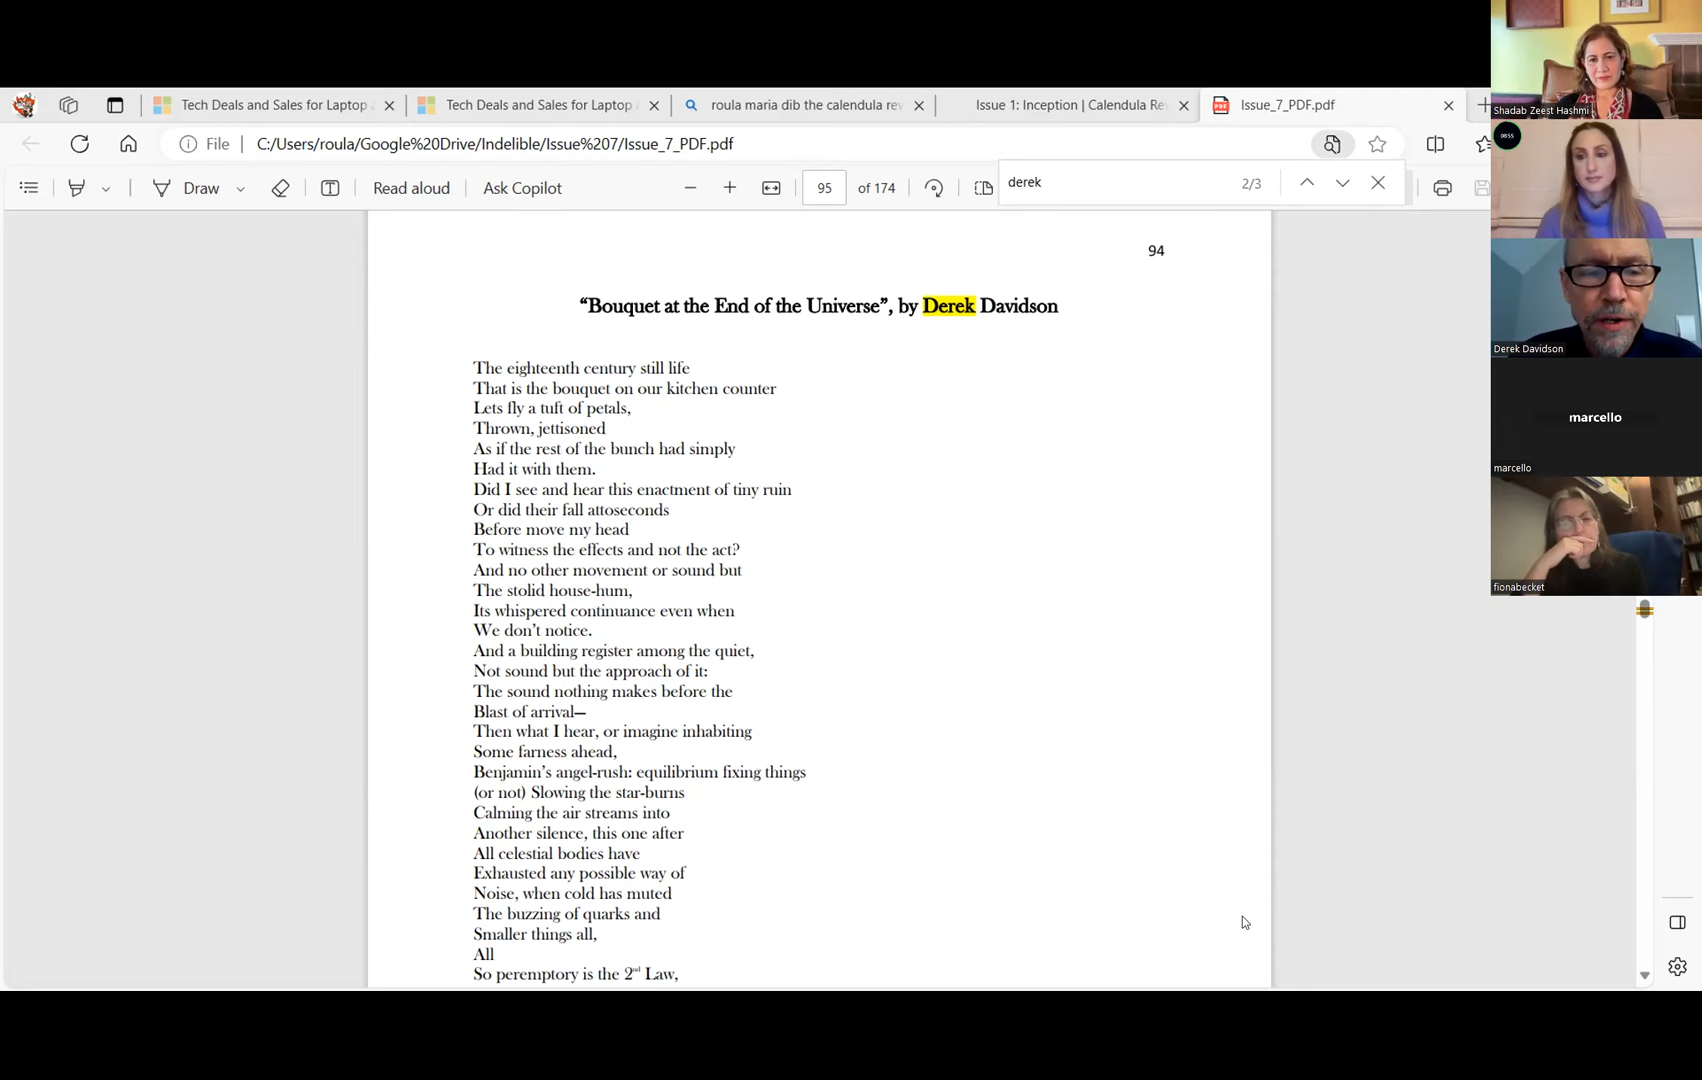 Tech Deals and Sales for Laptop
Tech Deals and Sales for Laptop
roula maria dib the calendula rev
Issue 1: Inception | Calendula Re
Issue_7_PDF.pdf
File
C:/Users/roula/Google%20Drive/Indelible/Issue%207/Issue_7_PDF.pdf
Draw
Read aloud
Ask Copilot
95 of 174
derek
2/3
94
“Bouquet at the End of the Universe”, by Derek Davidson
The eighteenth century still life
That is the bouquet on our kitchen counter
Lets fly a tuft of petals,
Thrown, jettisoned
As if the rest of the bunch had simply
Had it with them.
Did I see and hear this enactment of tiny ruin
Or did their fall attoseconds
Before move my head
To witness the effects and not the act?
And no other movement or sound but
The stolid house-hum,
Its whispered continuance even when
We don’t notice.
And a building register among the quiet,
Not sound but the approach of it:
The sound nothing makes before the
Blast of arrival—
Then what I hear, or imagine inhabiting
Some farness ahead,
Benjamin’s angel-rush: equilibrium fixing things
(or not) Slowing the star-burns
Calming the air streams into
Another silence, this one after
All celestial bodies have
Exhausted any possible way of
Noise, when cold has muted
The buzzing of quarks and
Smaller things all,
All
So peremptory is the 2nd Law,
Shadab Zeest Hashmi
Derek Davidson
marcello
marcello
fionabecket